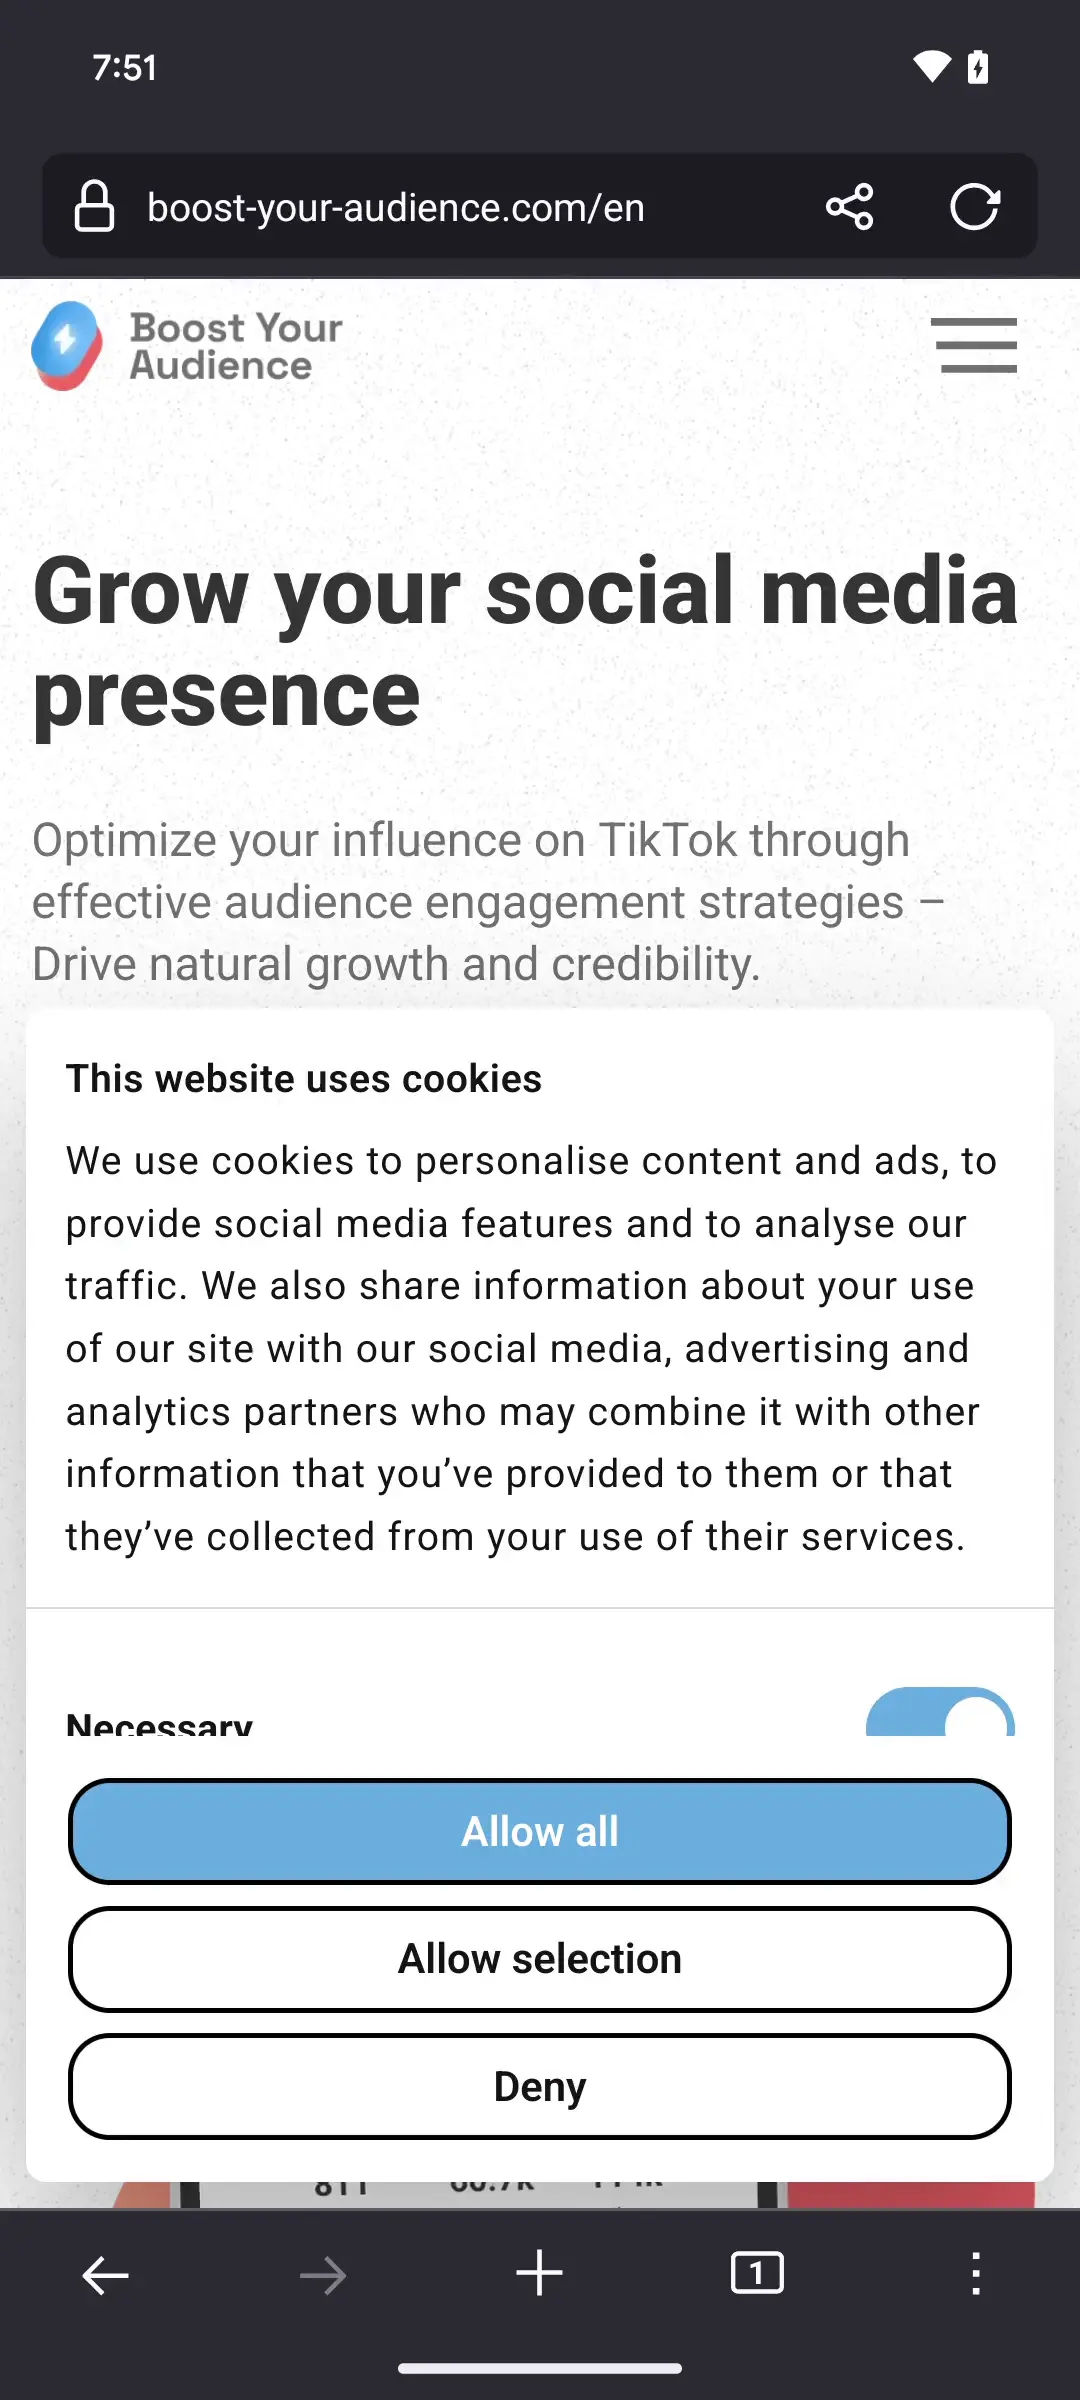 7:51
boost-your-audience.com/en
Boost Your
Audience
Grow your social media
presence
Optimize your influence on TikTok through
effective audience engagement strategies –
Drive natural growth and credibility.
This website uses cookies
We use cookies to personalise content and ads, to
provide social media features and to analyse our
traffic. We also share information about your use
of our site with our social media, advertising and
analytics partners who may combine it with other
information that you’ve provided to them or that
they’ve collected from your use of their services.
Necessary
Allow all
Allow selection
Deny
811
1